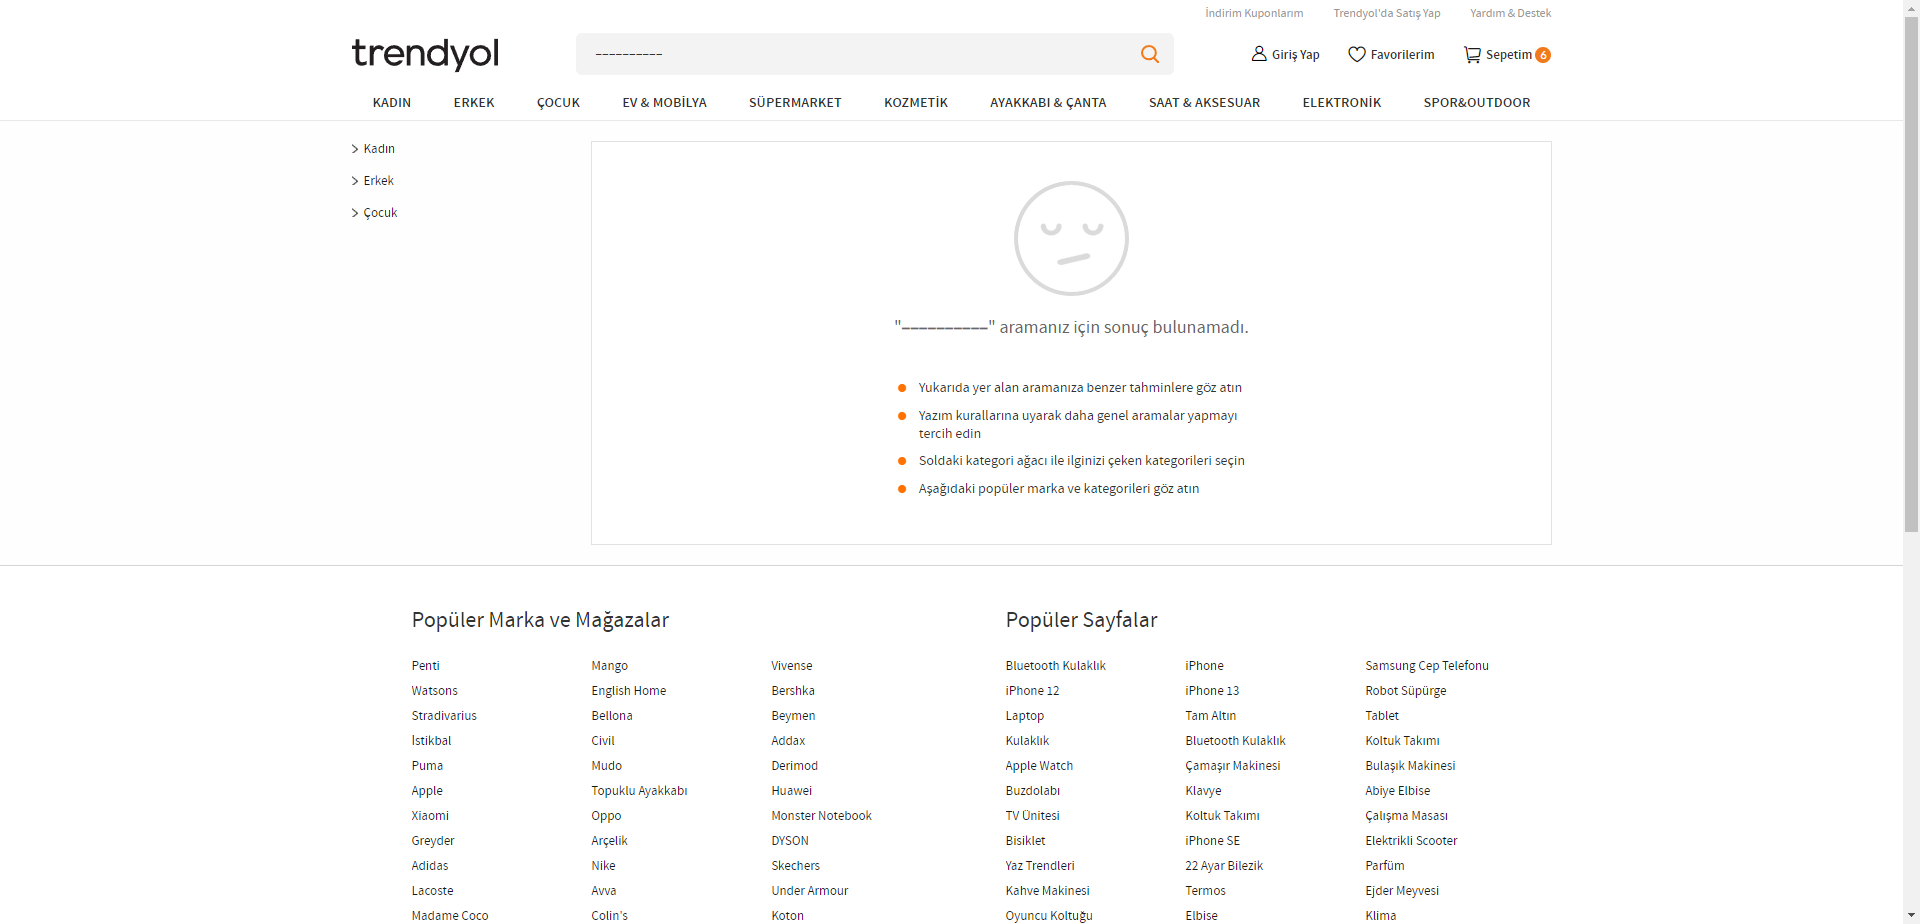 İndirim Kuponlarım Trendyol'da Satış Yap Yardım & Destek
trendyol
----------
Giriş Yap Favorilerim Sepetim 6
KADIN ERKEK ÇOCUK EV & MOBİLYA SÜPERMARKET KOZMETİK AYAKKABI & ÇANTA SAAT & AKSESUAR ELEKTRONİK SPOR&OUTDOOR
Kadın
Erkek
Çocuk
"----------" aramanız için sonuç bulunamadı.
Yukarıda yer alan aramanıza benzer tahminlere göz atın
Yazım kurallarına uyarak daha genel aramalar yapmayı
tercih edin
Soldaki kategori ağacı ile ilginizi çeken kategorileri seçin
Aşağıdaki popüler marka ve kategorileri göz atın
Popüler Marka ve Mağazalar
Penti Mango Vivense
Watsons English Home Bershka
Stradivarius Bellona Beymen
İstikbal Civil Addax
Puma Mudo Derimod
Apple Topuklu Ayakkabı Huawei
Xiaomi Oppo Monster Notebook
Greyder Arçelik DYSON
Adidas Nike Skechers
Lacoste Avva Under Armour
Madame Coco Colin's Koton
Popüler Sayfalar
Bluetooth Kulaklık iPhone Samsung Cep Telefonu
iPhone 12 iPhone 13 Robot Süpürge
Laptop Tam Altın Tablet
Kulaklık Bluetooth Kulaklık Koltuk Takımı
Apple Watch Çamaşır Makinesi Bulaşık Makinesi
Buzdolabı Klavye Abiye Elbise
TV Ünitesi Koltuk Takımı Çalışma Masası
Bisiklet iPhone SE Elektrikli Scooter
Yaz Trendleri 22 Ayar Bilezik Parfüm
Kahve Makinesi Termos Ejder Meyvesi
Oyuncu Koltuğu Elbise Klima